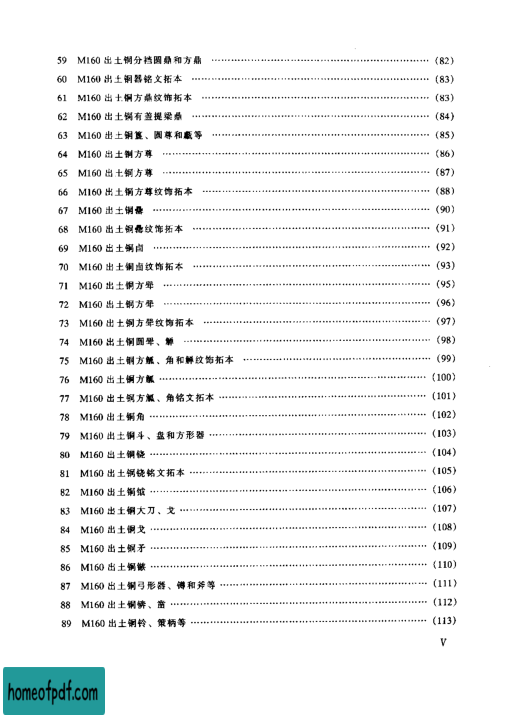 59 M160 出土铜分裆圆鼎和方鼎 ……………………………………………… (82)
60 M160 出土铜器铭文拓本 ……………………………………………… (83)
61 M160 出土铜方鼎纹饰拓本 ……………………………………………… (83)
62 M160 出土铜有盖提梁鼎 ……………………………………………… (84)
63 M160 出土铜簋、圆尊和甗等 ……………………………………………… (85)
64 M160 出土铜方尊 ……………………………………………… (86)
65 M160 出土铜方尊 ……………………………………………… (87)
66 M160 出土铜方尊纹饰拓本 ……………………………………………… (88)
67 M160 出土铜罍 ……………………………………………… (90)
68 M160 出土铜罍纹饰拓本 ……………………………………………… (91)
69 M160 出土铜卣 ……………………………………………… (92)
70 M160 出土铜卣纹饰拓本 ……………………………………………… (93)
71 M160 出土铜方斝 ……………………………………………… (95)
72 M160 出土铜方斝 ……………………………………………… (96)
73 M160 出土铜方斝纹饰拓本 ……………………………………………… (97)
74 M160 出土铜圆斝、觯 ……………………………………………… (98)
75 M160 出土铜方觚、角和觯纹饰拓本 ……………………………………………… (99)
76 M160 出土铜方觚 ……………………………………………… (100)
77 M160 出土铜方觚、角铭文拓本 ……………………………………………… (101)
78 M160 出土铜角 ……………………………………………… (102)
79 M160 出土铜斗、盘和方形器 ……………………………………………… (103)
80 M160 出土铜铙 ……………………………………………… (104)
81 M160 出土铜铙铭文拓本 ……………………………………………… (105)
82 M160 出土铜钺 ……………………………………………… (106)
83 M160 出土铜大刀、戈 ……………………………………………… (107)
84 M160 出土铜戈 ……………………………………………… (108)
85 M160 出土铜矛 ……………………………………………… (109)
86 M160 出土铜镞 ……………………………………………… (110)
87 M160 出土铜弓形器、镈和斧等 ……………………………………………… (111)
88 M160 出土铜锛、凿 ……………………………………………… (112)
89 M160 出土铜铃、策柄等 ……………………………………………… (113)
V
homeofpdf.com